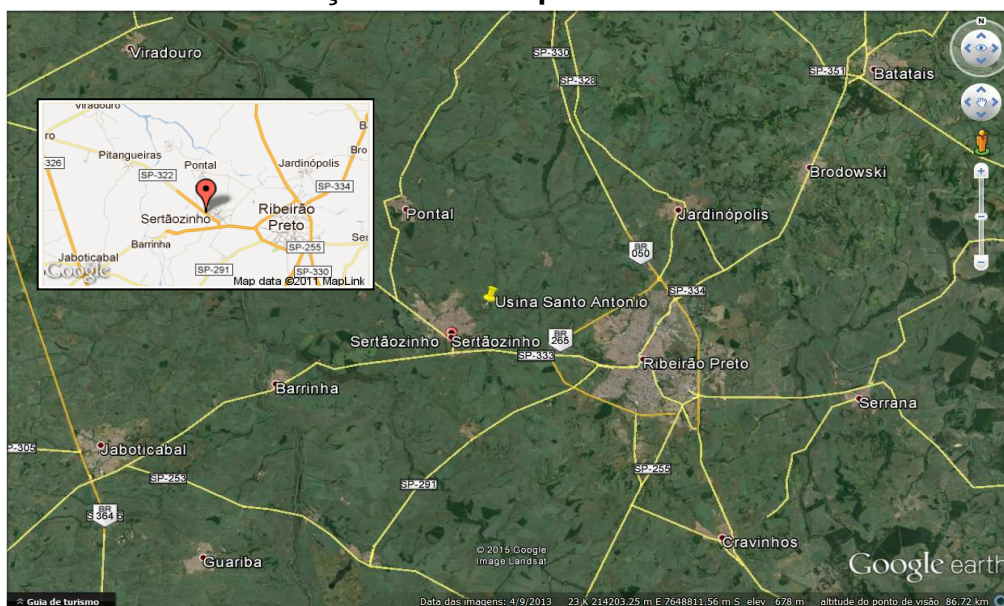 Viradouro
SP-330
SP-328
SP-351
Batatais
N
Viradouro
Pitangueiras
Pontal
Jardinópolis
326
SP-322
SP-334
Sertãozinho
Ribeirão
Preto
Barrinha
SP-255
Jaboticabal
SP-291
SP-330
Google
Map data ©2011 MapLink
Brodowski
Pontal
Jardinópolis
BR
050
SP-334
Usina Santo Antonio
Sertãozinho
Sertãozinho
BR
265
SP-333
Ribeirão Preto
Barrinha
Serrana
Jaboticabal
SP-305
SP-253
SP-291
SP-255
BR
364
Cravinhos
Guariba
© 2015 Google
Image Landsat
Google earth
Guia de turismo
Data das imagens: 4/9/2013 23 K 214203.25 m E 7648811.56 m S elev 678 m altitude do ponto de visão 86.72 km